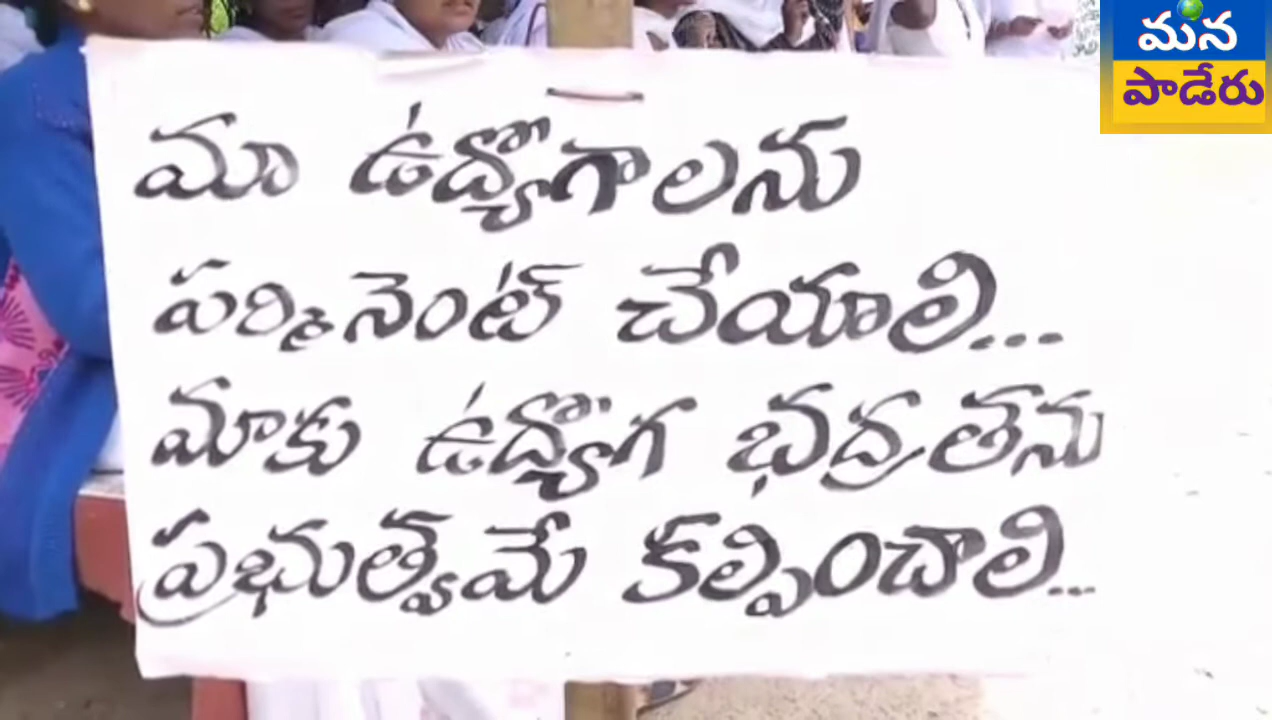 మన
పాడేరు
మా ఉద్యొగాలను
పర్మినెంట్ చేయాలి...
మాకు ఉద్యొగ భద్రతను
ప్రభుత్వమే కల్పించాలి...